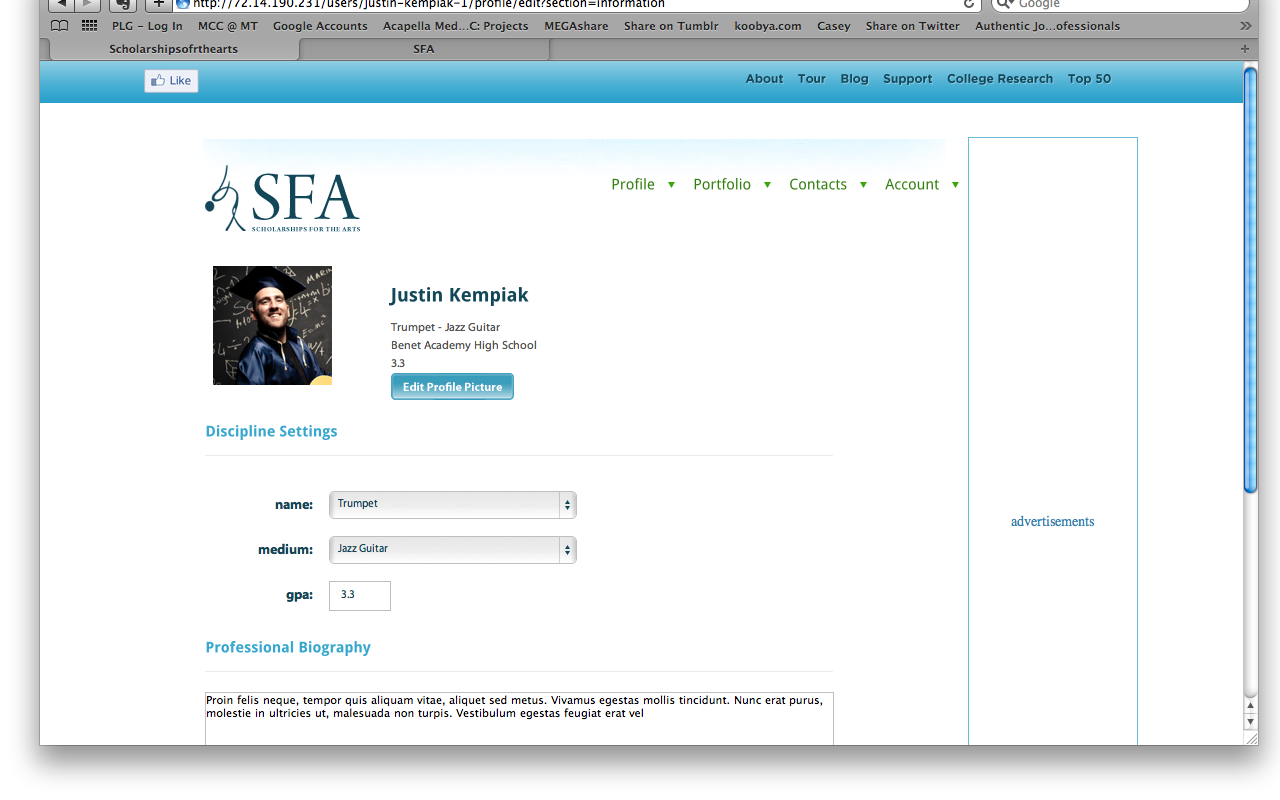 http://72.14.190.231/users/justin-kempiak-1/profile/edit?section=information
Google
PLG – Log In MCC @ MT Google Accounts Acapella Med...C: Projects MEGAshare Share on Tumblr koobya.com Casey Share on Twitter Authentic Jo...ofessionals
Scholarshipsofrthearts SFA
Like
About Tour Blog Support College Research Top 50
Profile Portfolio Contacts Account
SFA
SCHOLARSHIPS FOR THE ARTS
Justin Kempiak
Trumpet - Jazz Guitar
Benet Academy High School
3.3
Edit Profile Picture
Discipline Settings
name: Trumpet
medium: Jazz Guitar
gpa: 3.3
advertisements
Professional Biography
Proin felis neque, tempor quis aliquam vitae, aliquet sed metus. Vivamus egestas mollis tincidunt. Nunc erat purus,
molestie in ultricies ut, malesuada non turpis. Vestibulum egestas feugiat erat vel